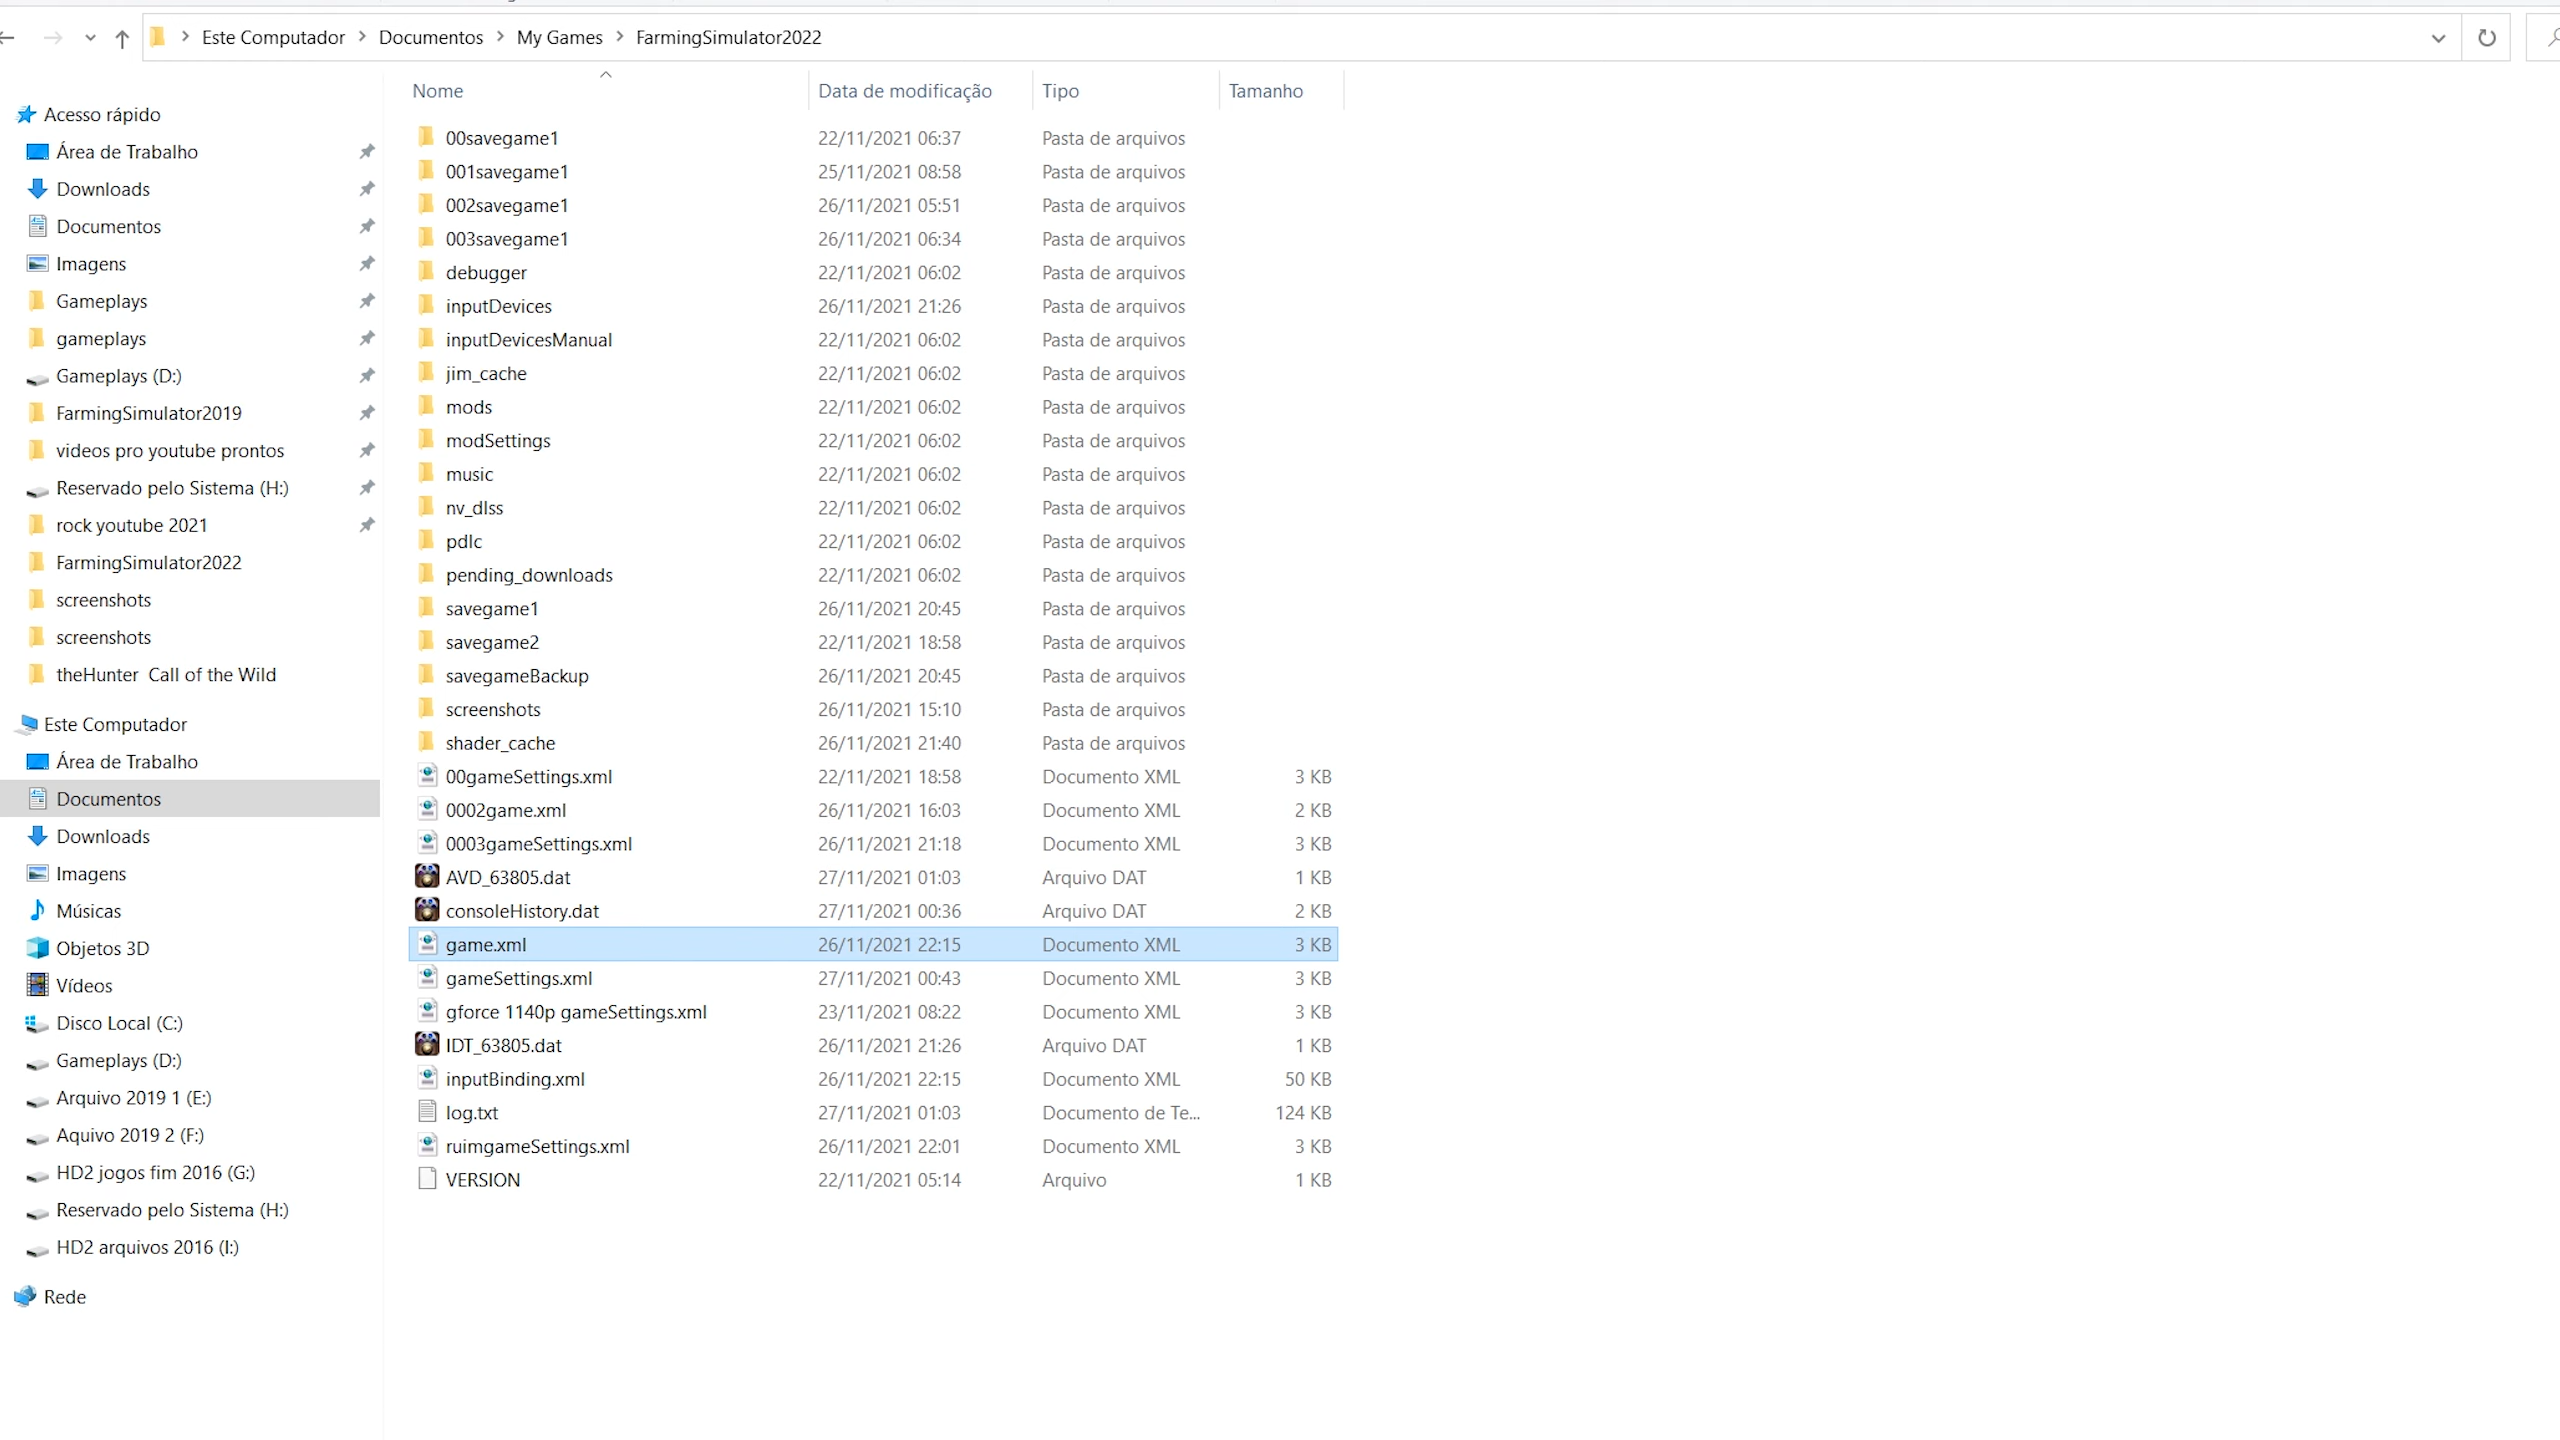 Este Computador > Documentos > My Games > FarmingSimulator2022
Nome Data de modificação Tipo Tamanho
Acesso rápido
Área de Trabalho
Downloads
Documentos
Imagens
Gameplays
gameplays
Gameplays (D:)
FarmingSimulator2019
videos pro youtube prontos
Reservado pelo Sistema (H:)
rock youtube 2021
FarmingSimulator2022
screenshots
screenshots
theHunter Call of the Wild
Este Computador
Área de Trabalho
Documentos
Downloads
Imagens
Músicas
Objetos 3D
Vídeos
Disco Local (C:)
Gameplays (D:)
Arquivo 2019 1 (E:)
Aquivo 2019 2 (F:)
HD2 jogos fim 2016 (G:)
Reservado pelo Sistema (H:)
HD2 arquivos 2016 (I:)
Rede
00savegame1 22/11/2021 06:37 Pasta de arquivos
001savegame1 25/11/2021 08:58 Pasta de arquivos
002savegame1 26/11/2021 05:51 Pasta de arquivos
003savegame1 26/11/2021 06:34 Pasta de arquivos
debugger 22/11/2021 06:02 Pasta de arquivos
inputDevices 26/11/2021 21:26 Pasta de arquivos
inputDevicesManual 22/11/2021 06:02 Pasta de arquivos
jim_cache 22/11/2021 06:02 Pasta de arquivos
mods 22/11/2021 06:02 Pasta de arquivos
modSettings 22/11/2021 06:02 Pasta de arquivos
music 22/11/2021 06:02 Pasta de arquivos
nv_dlss 22/11/2021 06:02 Pasta de arquivos
pdlc 22/11/2021 06:02 Pasta de arquivos
pending_downloads 22/11/2021 06:02 Pasta de arquivos
savegame1 26/11/2021 20:45 Pasta de arquivos
savegame2 22/11/2021 18:58 Pasta de arquivos
savegameBackup 26/11/2021 20:45 Pasta de arquivos
screenshots 26/11/2021 15:10 Pasta de arquivos
shader_cache 26/11/2021 21:40 Pasta de arquivos
00gameSettings.xml 22/11/2021 18:58 Documento XML 3 KB
0002game.xml 26/11/2021 16:03 Documento XML 2 KB
0003gameSettings.xml 26/11/2021 21:18 Documento XML 3 KB
AVD_63805.dat 27/11/2021 01:03 Arquivo DAT 1 KB
consoleHistory.dat 27/11/2021 00:36 Arquivo DAT 2 KB
game.xml 26/11/2021 22:15 Documento XML 3 KB
gameSettings.xml 27/11/2021 00:43 Documento XML 3 KB
gforce 1140p gameSettings.xml 23/11/2021 08:22 Documento XML 3 KB
IDT_63805.dat 26/11/2021 21:26 Arquivo DAT 1 KB
inputBinding.xml 26/11/2021 22:15 Documento XML 50 KB
log.txt 27/11/2021 01:03 Documento de Te... 124 KB
ruimgameSettings.xml 26/11/2021 22:01 Documento XML 3 KB
VERSION 22/11/2021 05:14 Arquivo 1 KB